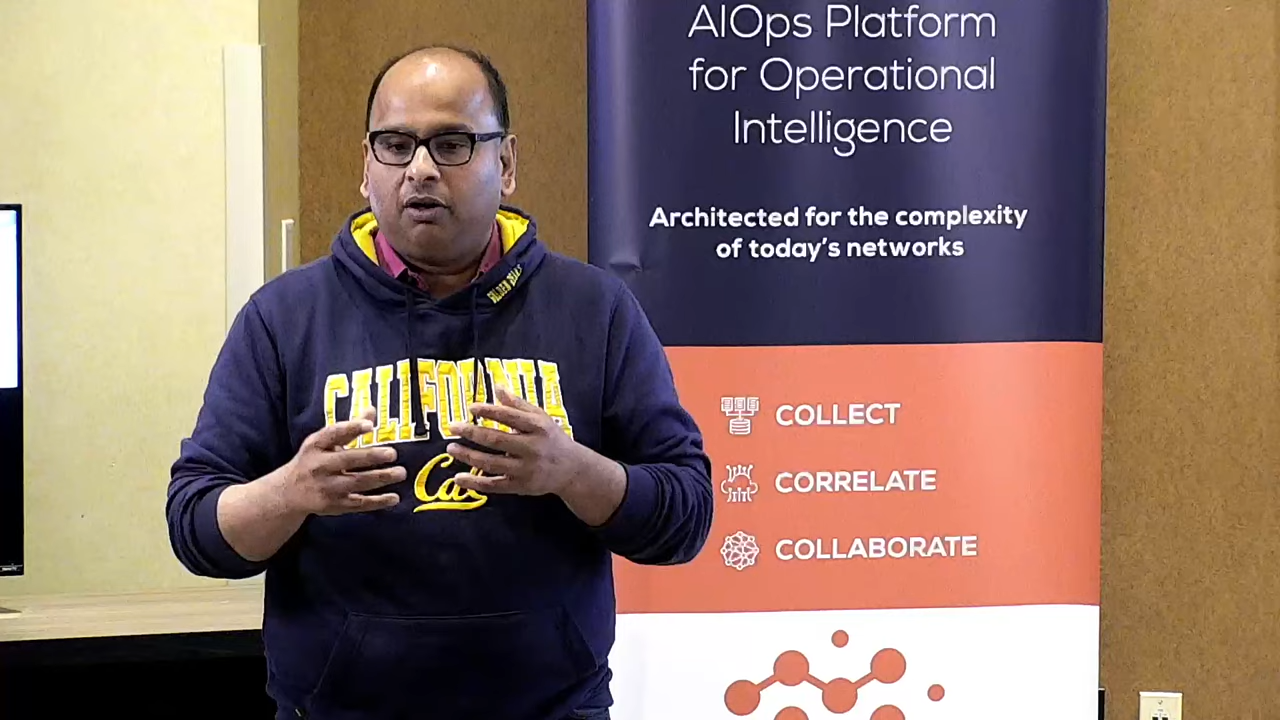 AIOps Platform
for Operational
Intelligence
Architected for the complexity
of today's networks
COLLECT
CORRELATE
COLLABORATE
CALIFORNIA
Cal